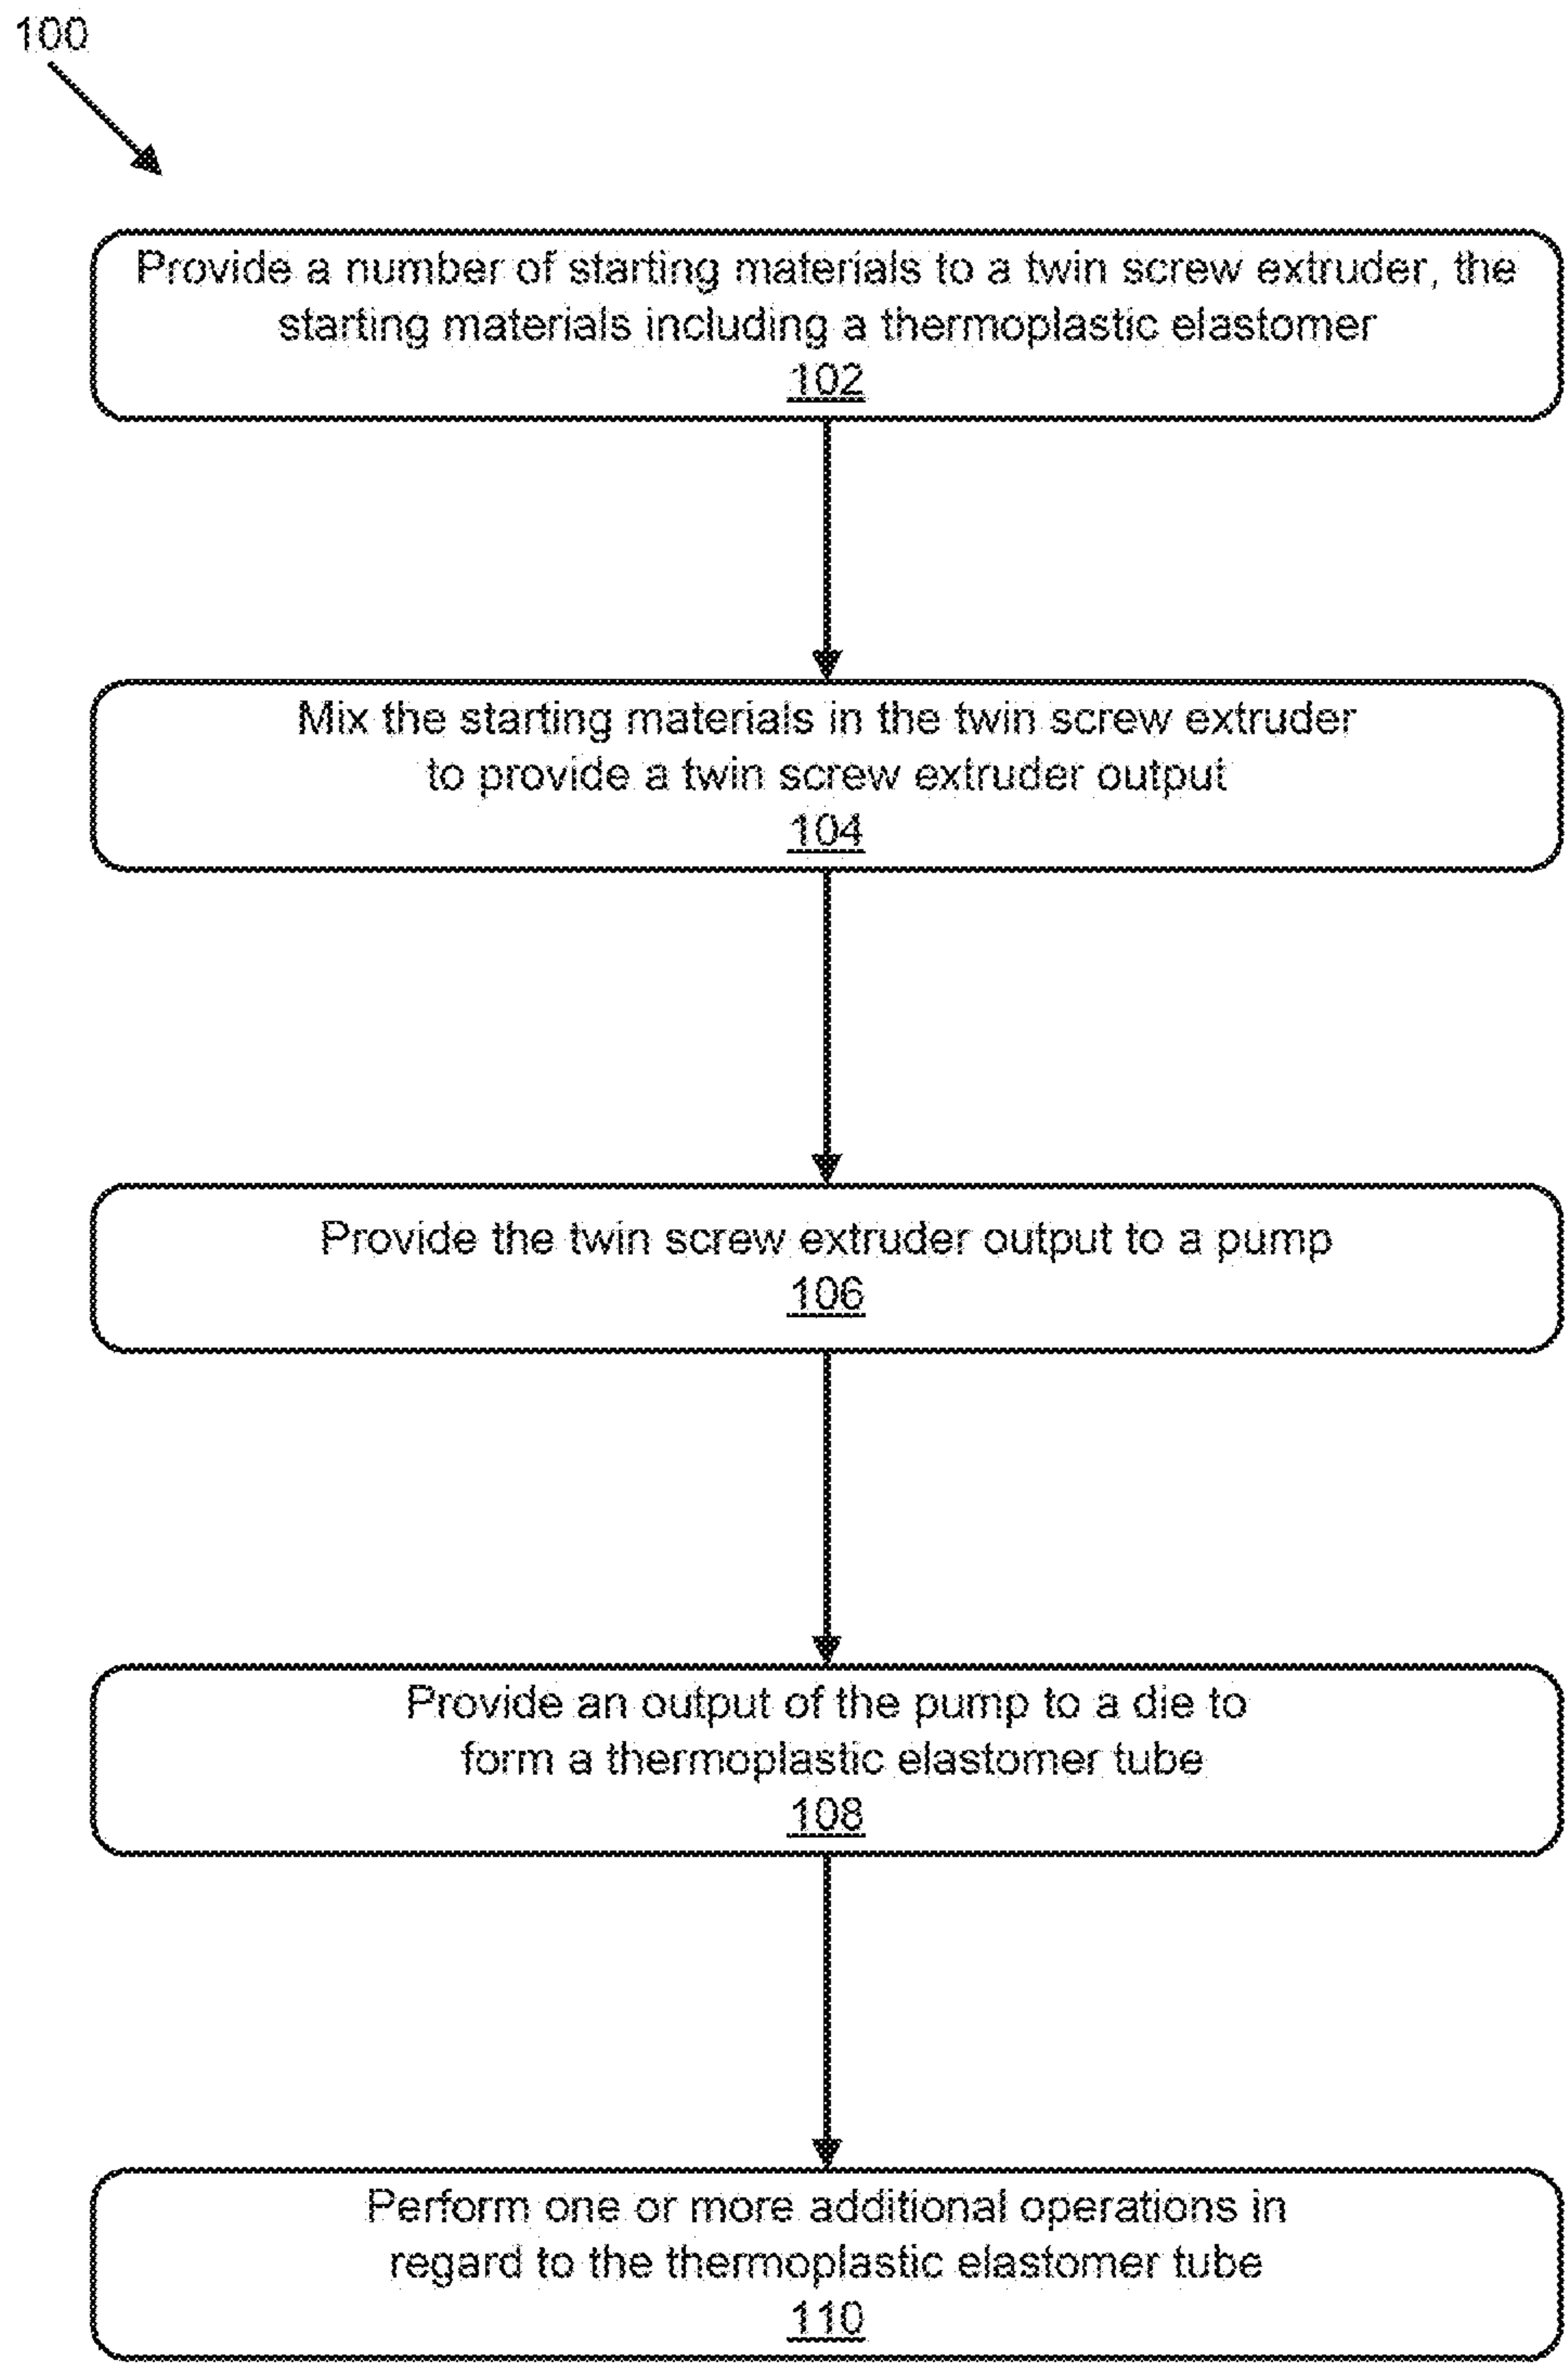 100
Provide a number of starting materials to a twin screw extruder, the
starting materials including a thermoplastic elastomer
102
Mix the starting materials in the twin screw extruder
to provide a twin screw extruder output
104
Provide the twin screw extruder output to a pump
106
Provide an output of the pump to a die to
form a thermoplastic elastomer tube
108
Perform one or more additional operations in
regard to the thermoplastic elastomer tube
110